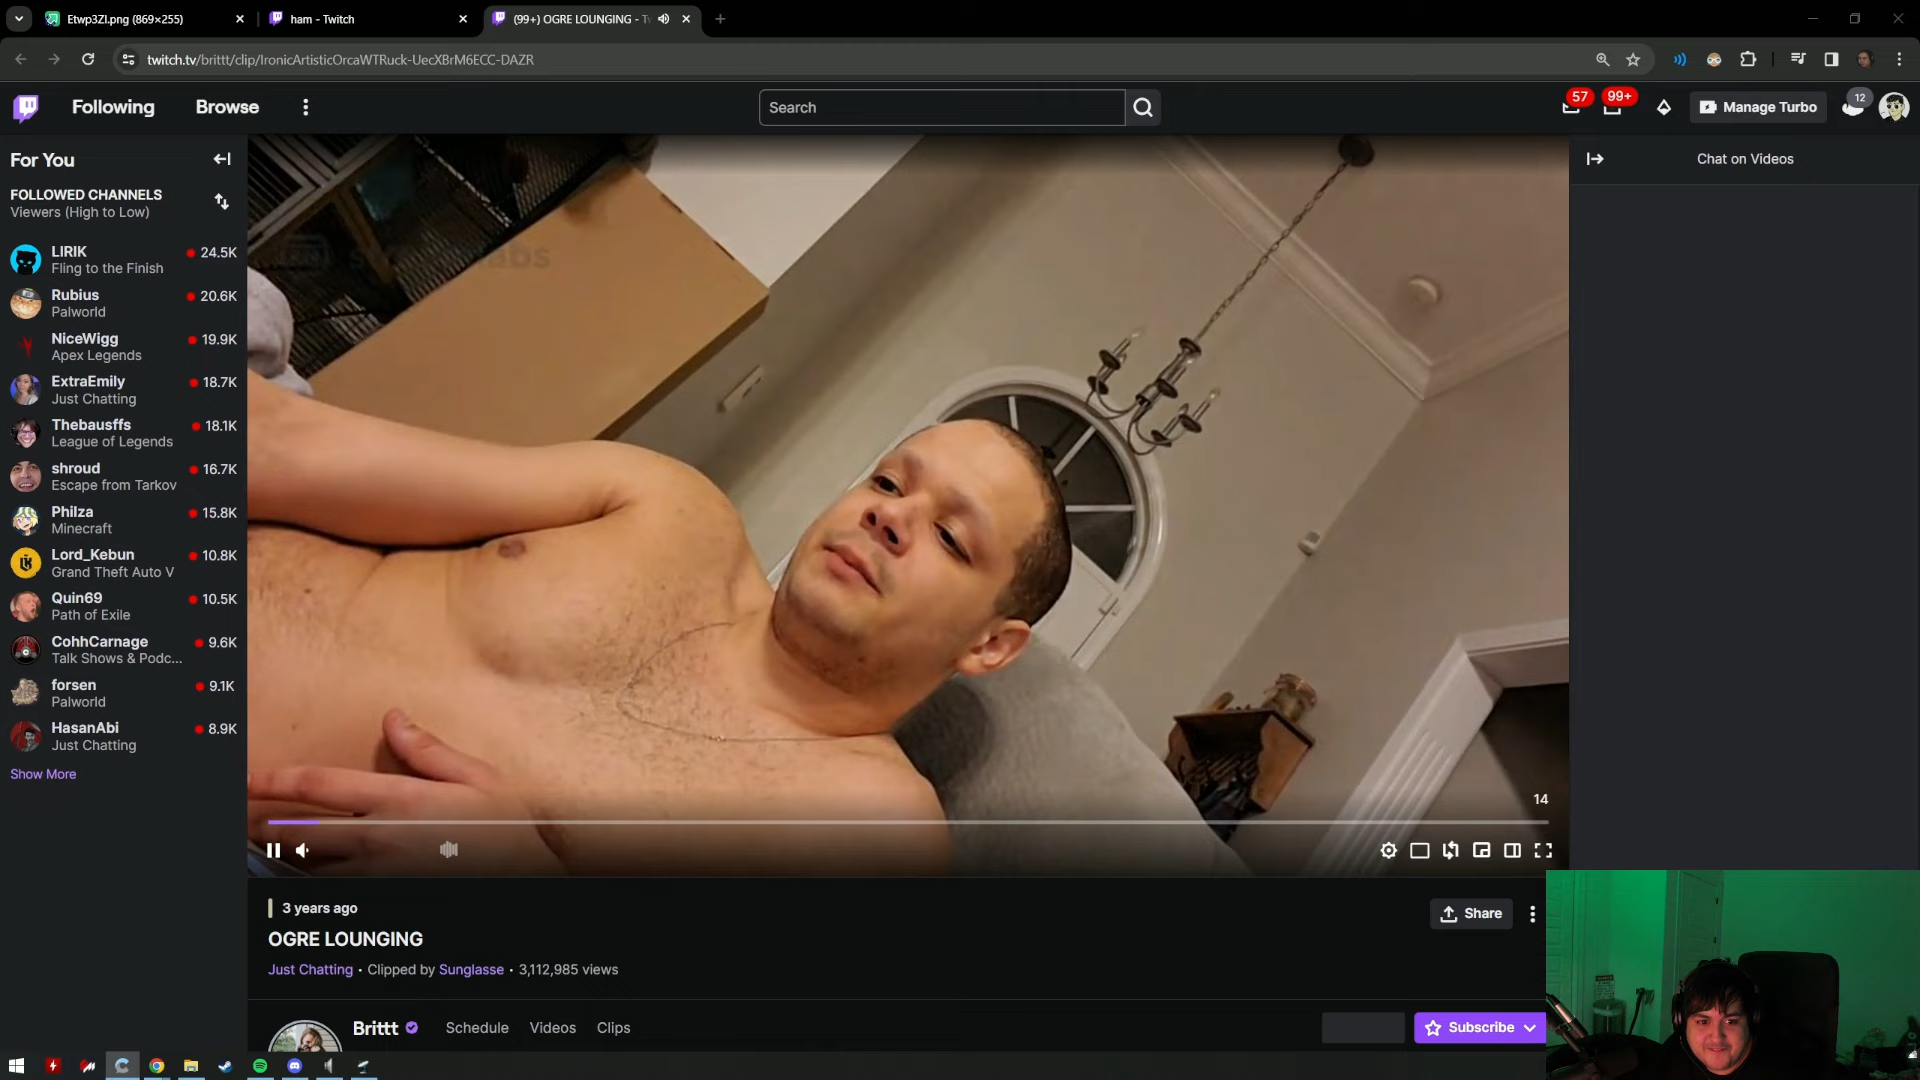 Etwp3ZI.png (869×255)
ham - Twitch
(99+) OGRE LOUNGING - Tw
twitch.tv/brittt/clip/IronicArtisticOrcaWTRuck-UecXBrM6ECC-DAZR
Following
Browse
Search
57
99+
Manage Turbo
12
For You
Chat on Videos
FOLLOWED CHANNELS
Viewers (High to Low)
LIRIK
24.5K
Fling to the Finish
Rubius
20.6K
Palworld
NiceWigg
19.9K
Apex Legends
ExtraEmily
18.7K
Just Chatting
Thebausffs
18.1K
League of Legends
shroud
16.7K
Escape from Tarkov
Philza
15.8K
Minecraft
Lord_Kebun
10.8K
Grand Theft Auto V
Quin69
10.5K
Path of Exile
CohhCarnage
9.6K
Talk Shows & Podc...
forsen
9.1K
Palworld
HasanAbi
8.9K
Just Chatting
Show More
14
3 years ago
Share
OGRE LOUNGING
Just Chatting • Clipped by Sunglasse • 3,112,985 views
Brittt
Schedule
Videos
Clips
Subscribe